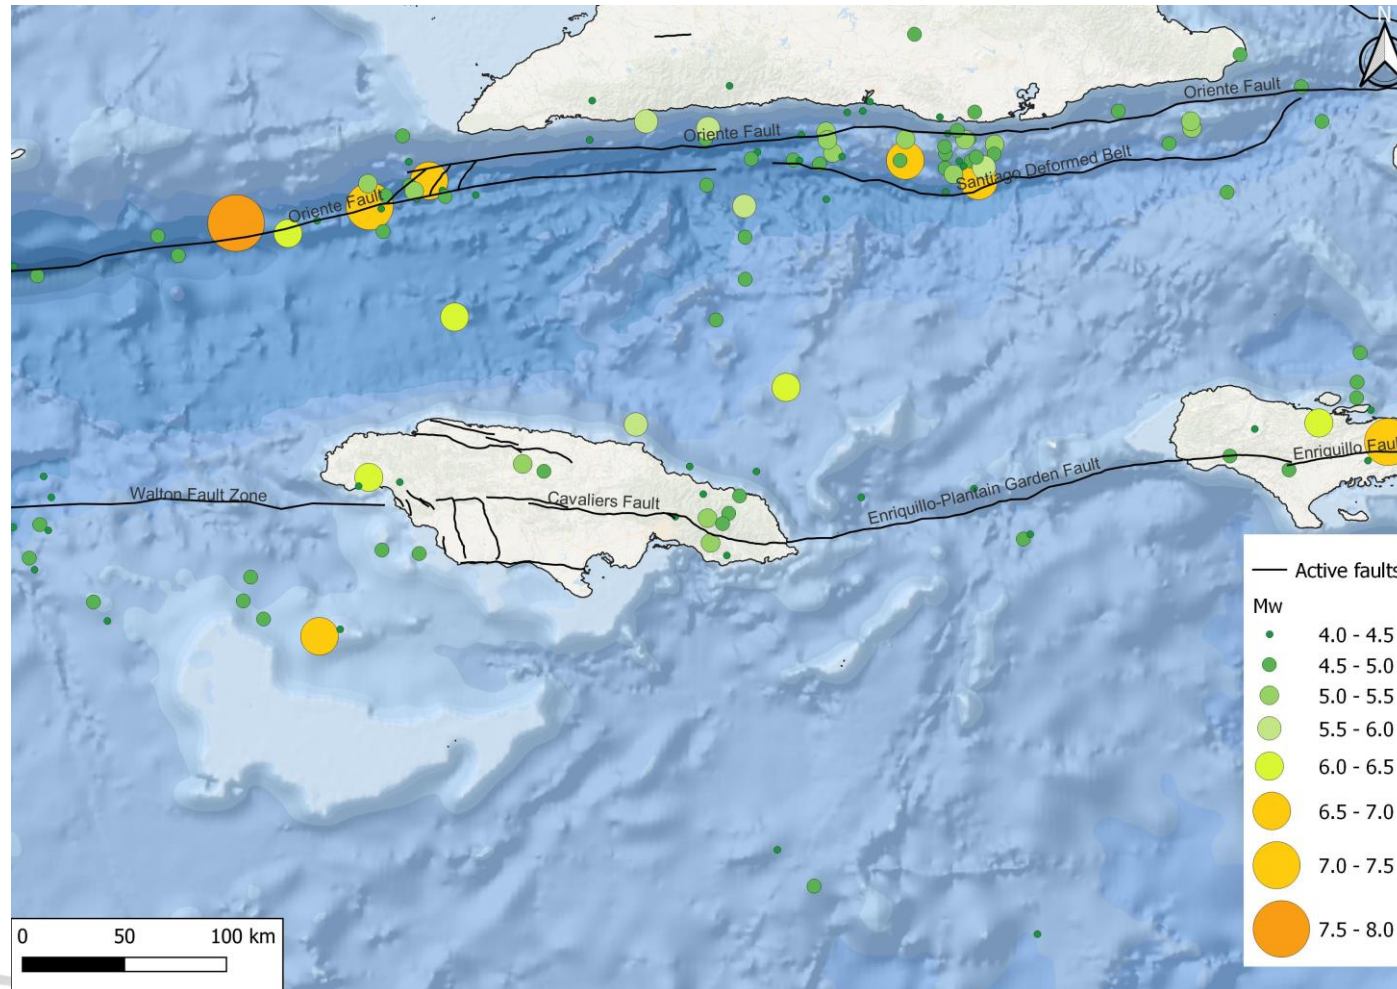 N
Oriente Fault
Oriente Fault
Santiago Deformed Belt
Oriente Fault
Enriquillo Faul
Enriquillo-Plantain Garden Fault
Walton Fault Zone
Cavaliers Fault
Active faults
Mw
4.0 - 4.5
4.5 - 5.0
5.0 - 5.5
5.5 - 6.0
6.0 - 6.5
6.5 - 7.0
7.0 - 7.5
7.5 - 8.0
0 50 100 km